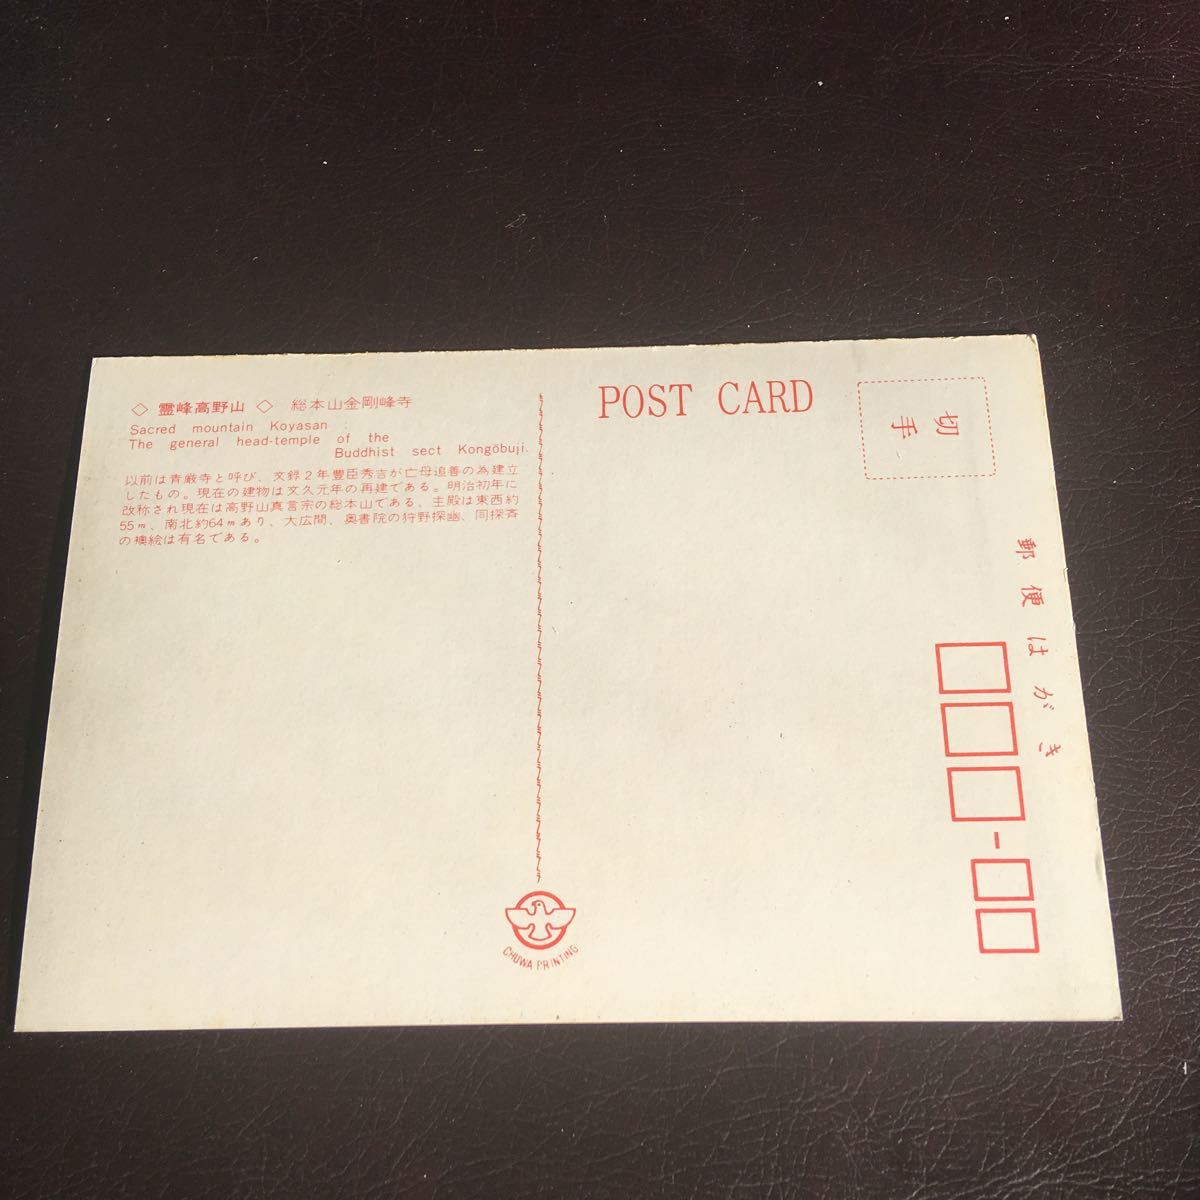 ◇ 霊峰高野山 ◇ 総本山金剛峰寺
Sacred mountain Koyasan :
The general head-temple of the
Buddhist sect Kongōbuji.
以前は青厳寺と呼び、文録2年豊臣秀吉が亡母追善の為建立
したもの。現在の建物は文久元年の再建である。明治初年に
改称され現在は高野山真言宗の総本山である、主殿は東西約
55m、南北約64mあり、大広間、奥書院の狩野探幽、同探斉
の襖絵は有名である。
POST CARD
切手
郵便はがき
CHUWA PRINTING